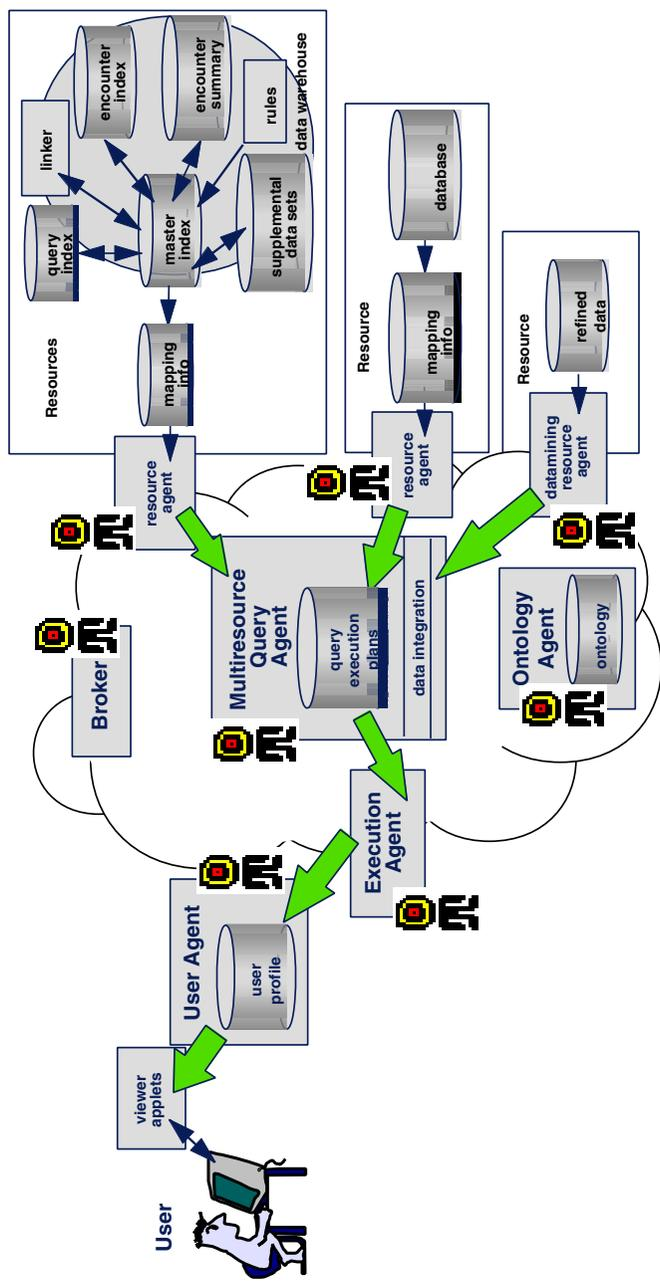 User
viewer
applets
User Agent
user
profile
Execution
Agent
Broker
Multiresource
Query
Agent
query
execution
plans
data integration
Ontology
Agent
ontology
resource
agent
Resources
mapping
info
query
index
linker
master
index
encounter
index
encounter
summary
rules
supplemental
data sets
data warehouse
resource
agent
Resource
mapping
info
database
datamining
resource
agent
Resource
refined
data